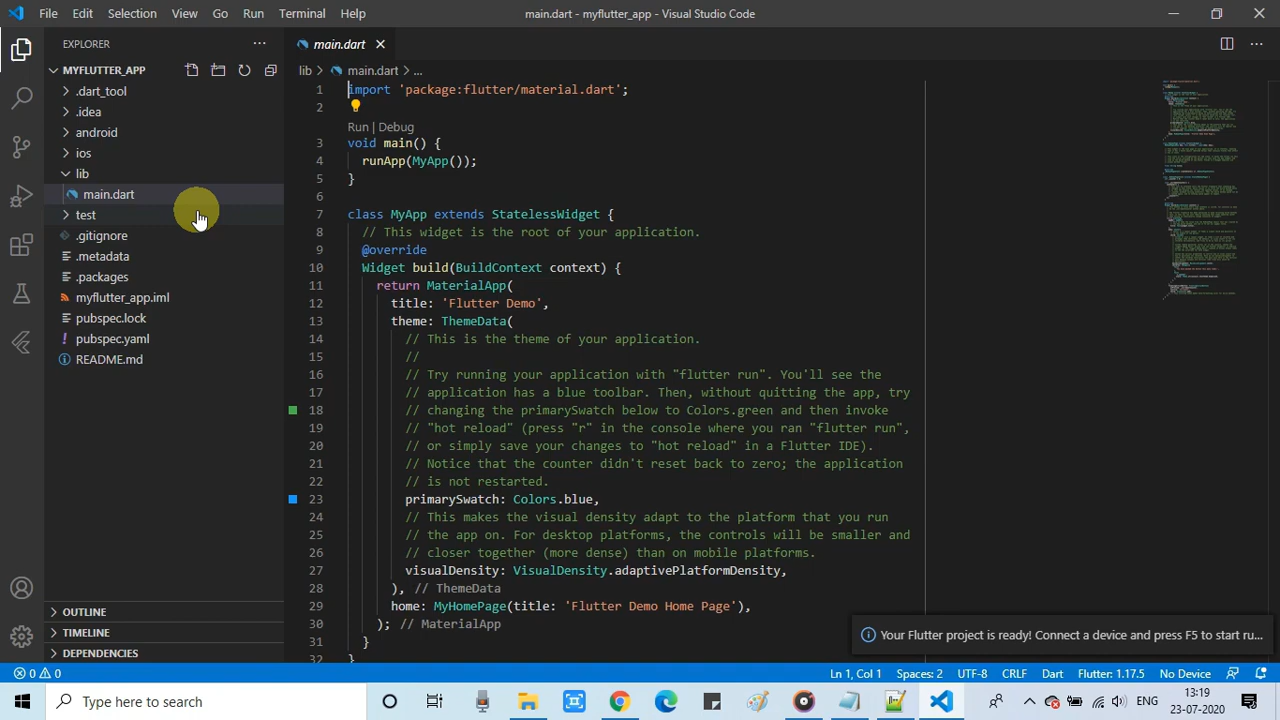 File Edit Selection View Go Run Terminal Help
main.dart - myflutter_app - Visual Studio Code
EXPLORER
MYFLUTTER_APP
.dart_tool
.idea
android
ios
lib
main.dart
test
.gitignore
.metadata
.packages
myflutter_app.iml
pubspec.lock
pubspec.yaml
README.md
OUTLINE
TIMELINE
DEPENDENCIES
main.dart
lib > main.dart > ...
1 import 'package:flutter/material.dart';
2
Run | Debug
3 void main() {
4 runApp(MyApp());
5 }
6
7 class MyApp extends StatelessWidget {
8 // This widget is the root of your application.
9 @override
10 Widget build(BuildContext context) {
11 return MaterialApp(
12 title: 'Flutter Demo',
13 theme: ThemeData(
14 // This is the theme of your application.
15 //
16 // Try running your application with "flutter run". You'll see the
17 // application has a blue toolbar. Then, without quitting the app, try
18 // changing the primarySwatch below to Colors.green and then invoke
19 // "hot reload" (press "r" in the console where you ran "flutter run",
20 // or simply save your changes to "hot reload" in a Flutter IDE).
21 // Notice that the counter didn't reset back to zero; the application
22 // is not restarted.
23 primarySwatch: Colors.blue,
24 // This makes the visual density adapt to the platform that you run
25 // the app on. For desktop platforms, the controls will be smaller and
26 // closer together (more dense) than on mobile platforms.
27 visualDensity: VisualDensity.adaptivePlatformDensity,
28 ), // ThemeData
29 home: MyHomePage(title: 'Flutter Demo Home Page'),
30 ); // MaterialApp
31 }
32 }
Your Flutter project is ready! Connect a device and press F5 to start ru...
0 0
Ln 1, Col 1 Spaces: 2 UTF-8 CRLF Dart Flutter: 1.17.5 No Device
Type here to search
ENG
13:19
23-07-2020